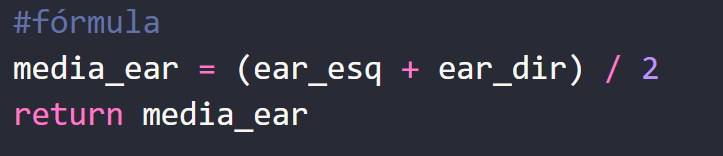 #fórmula
media_ear = (ear_esq + ear_dir) / 2
return media_ear